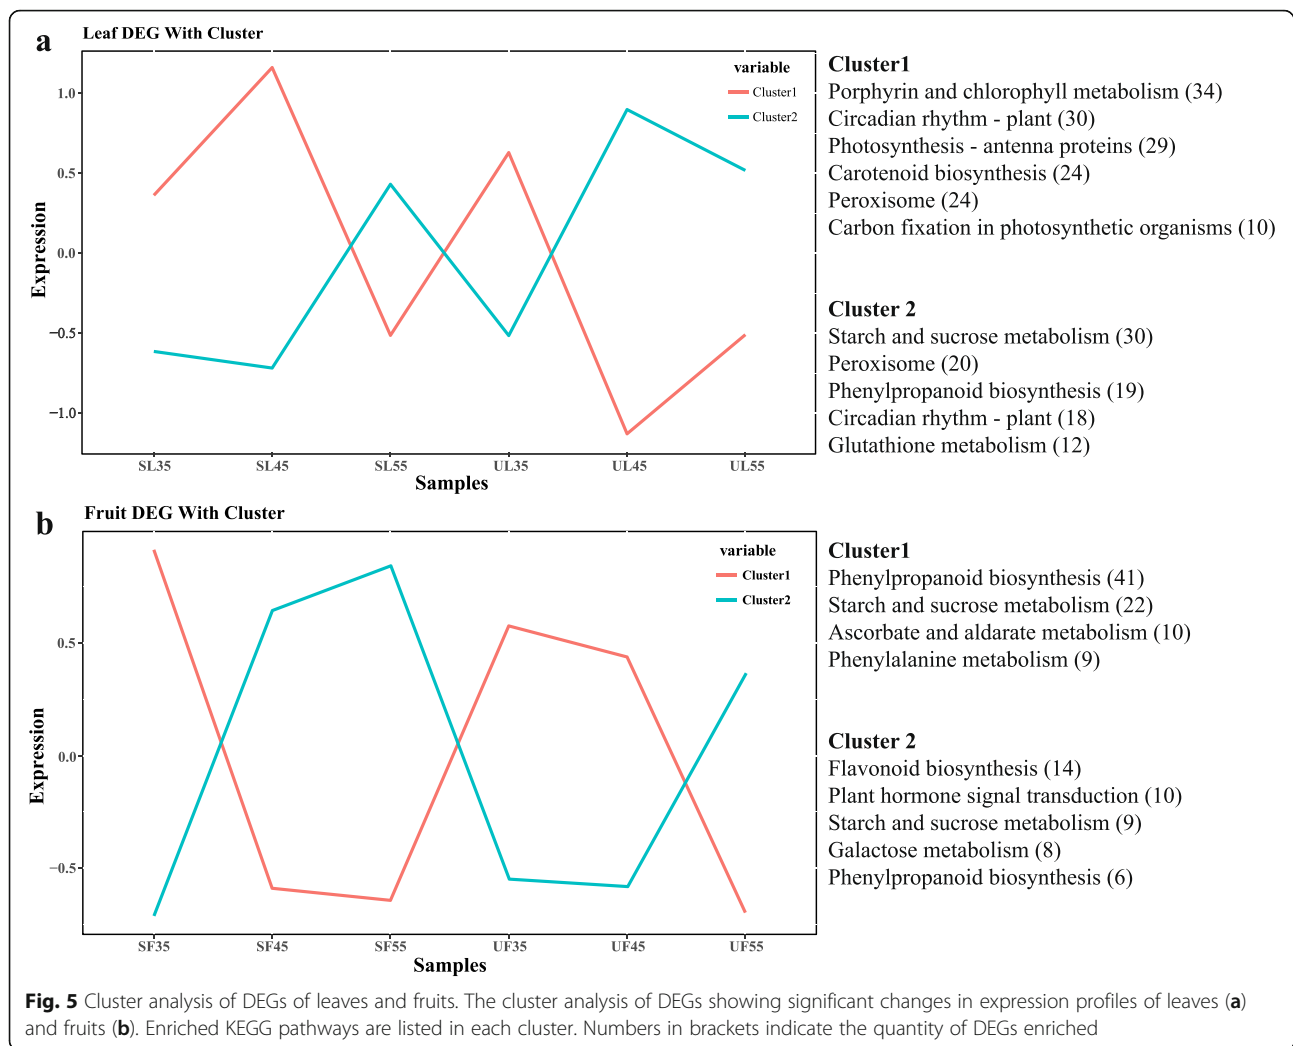 a
Leaf DEG With Cluster
variable
Cluster1
Cluster2
1.0
0.5
0.0
−0.5
−1.0
Expression
SL35 SL45 SL55 UL35 UL45 UL55
Samples
Cluster1
Porphyrin and chlorophyll metabolism (34)
Circadian rhythm - plant (30)
Photosynthesis - antenna proteins (29)
Carotenoid biosynthesis (24)
Peroxisome (24)
Carbon fixation in photosynthetic organisms (10)
Cluster 2
Starch and sucrose metabolism (30)
Peroxisome (20)
Phenylpropanoid biosynthesis (19)
Circadian rhythm - plant (18)
Glutathione metabolism (12)
b
Fruit DEG With Cluster
variable
Cluster1
Cluster2
0.5
0.0
−0.5
Expression
SF35 SF45 SF55 UF35 UF45 UF55
Samples
Cluster1
Phenylpropanoid biosynthesis (41)
Starch and sucrose metabolism (22)
Ascorbate and aldarate metabolism (10)
Phenylalanine metabolism (9)
Cluster 2
Flavonoid biosynthesis (14)
Plant hormone signal transduction (10)
Starch and sucrose metabolism (9)
Galactose metabolism (8)
Phenylpropanoid biosynthesis (6)
Fig. 5 Cluster analysis of DEGs of leaves and fruits. The cluster analysis of DEGs showing significant changes in expression profiles of leaves (a)
and fruits (b). Enriched KEGG pathways are listed in each cluster. Numbers in brackets indicate the quantity of DEGs enriched